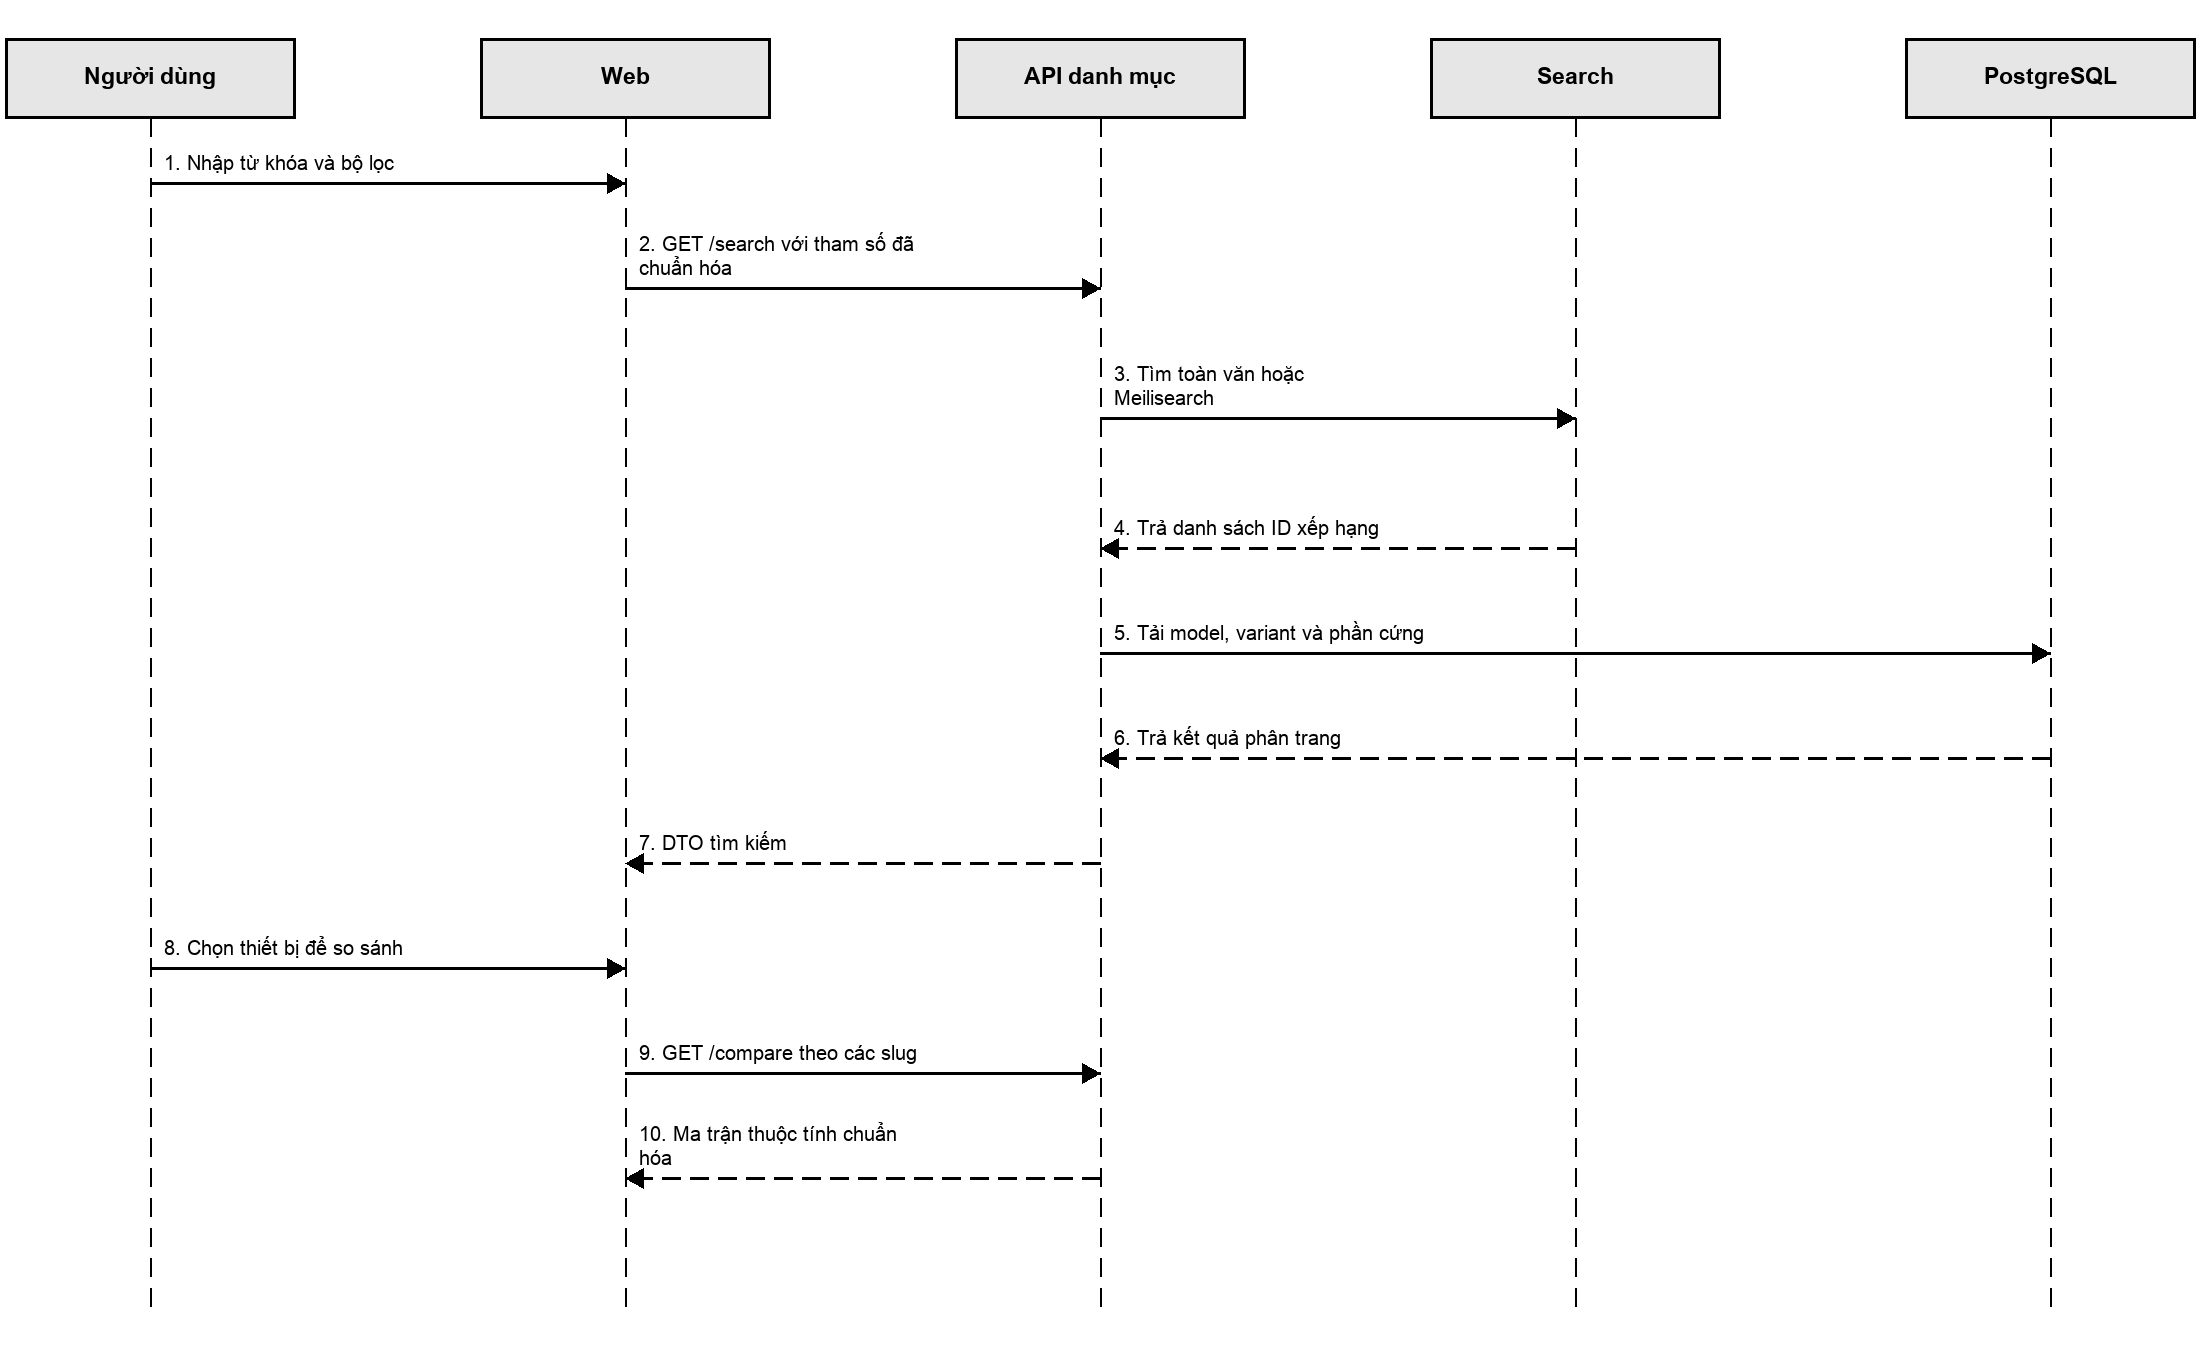 Người dùng
Web
API danh mục
Search
PostgreSQL
1. Nhập từ khóa và bộ lọc
2. GET /search với tham số đã
chuẩn hóa
3. Tìm toàn văn hoặc
Meilisearch
4. Trả danh sách ID xếp hạng
5. Tải model, variant và phần cứng
6. Trả kết quả phân trang
7. DTO tìm kiếm
8. Chọn thiết bị để so sánh
9. GET /compare theo các slug
10. Ma trận thuộc tính chuẩn
hóa